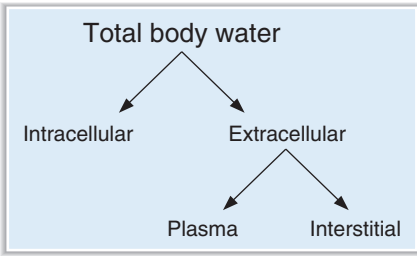 Total body water
Intracellular Extracellular
Plasma Interstitial